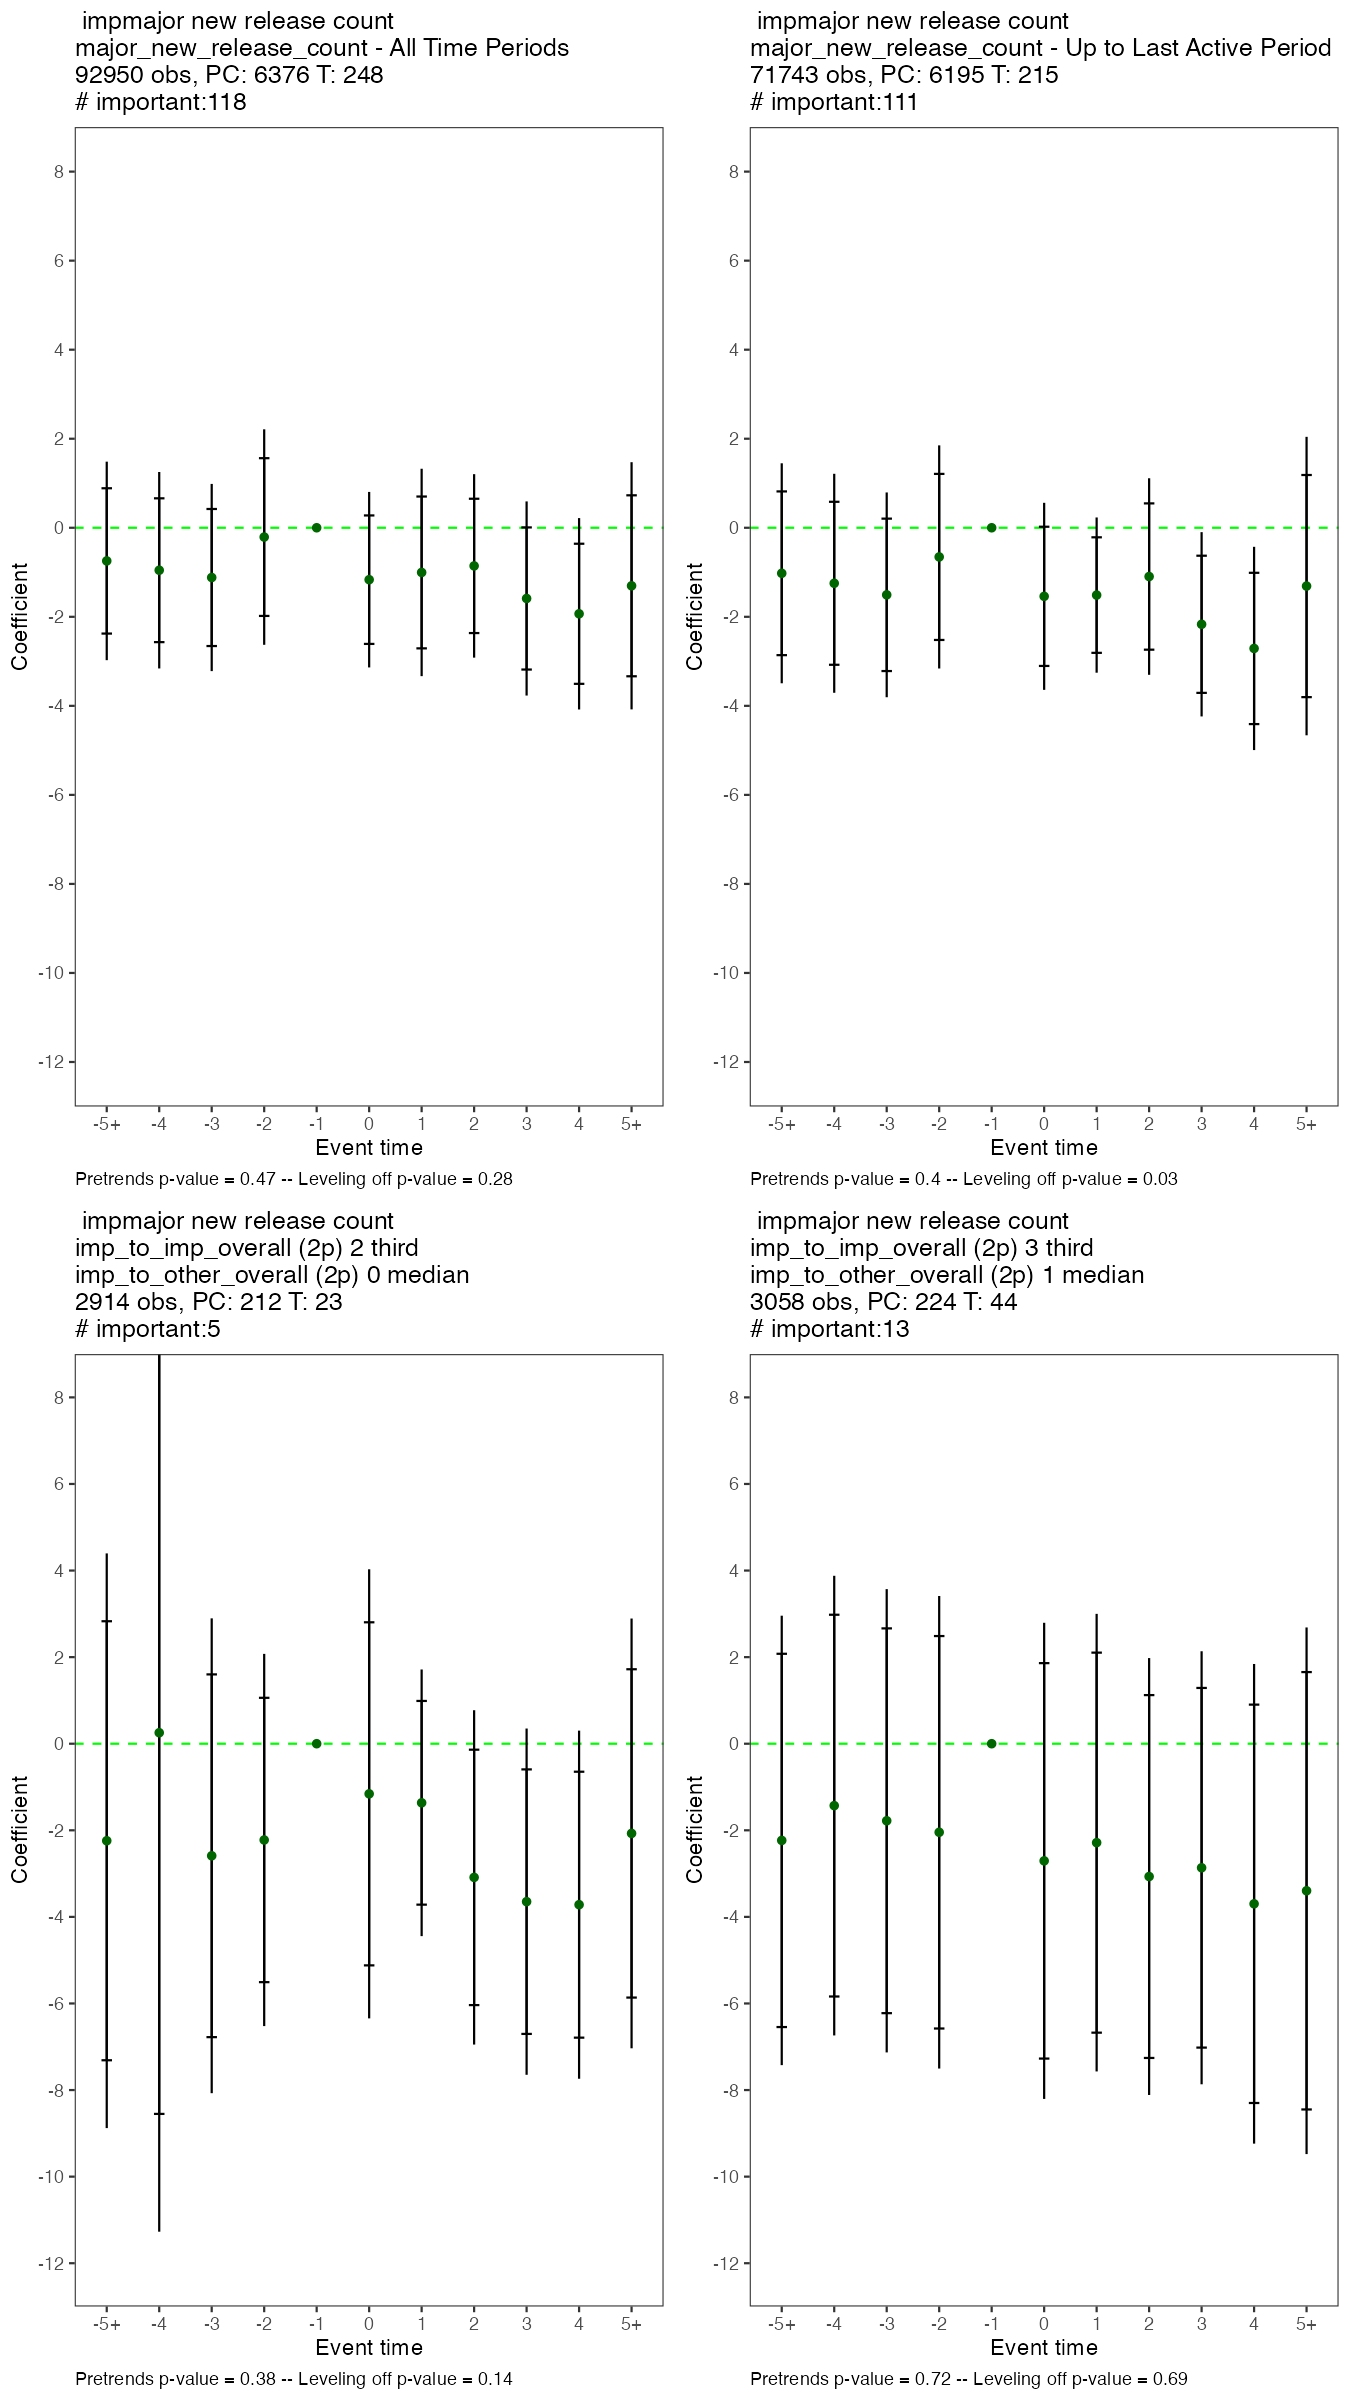 impmajor new release count
major_new_release_count - All Time Periods
92950 obs, PC: 6376 T: 248
# important:118
8
6
4
2
0
-2
-4
-6
-8
-10
-12
Coefficient
-5+ -4 -3 -2 -1 0 1 2 3 4 5+
Event time
Pretrends p-value = 0.47 -- Leveling off p-value = 0.28
impmajor new release count
major_new_release_count - Up to Last Active Period
71743 obs, PC: 6195 T: 215
# important:111
8
6
4
2
0
-2
-4
-6
-8
-10
-12
Coefficient
-5+ -4 -3 -2 -1 0 1 2 3 4 5+
Event time
Pretrends p-value = 0.4 -- Leveling off p-value = 0.03
impmajor new release count
imp_to_imp_overall (2p) 2 third
imp_to_other_overall (2p) 0 median
2914 obs, PC: 212 T: 23
# important:5
8
6
4
2
0
-2
-4
-6
-8
-10
-12
Coefficient
-5+ -4 -3 -2 -1 0 1 2 3 4 5+
Event time
Pretrends p-value = 0.38 -- Leveling off p-value = 0.14
impmajor new release count
imp_to_imp_overall (2p) 3 third
imp_to_other_overall (2p) 1 median
3058 obs, PC: 224 T: 44
# important:13
8
6
4
2
0
-2
-4
-6
-8
-10
-12
Coefficient
-5+ -4 -3 -2 -1 0 1 2 3 4 5+
Event time
Pretrends p-value = 0.72 -- Leveling off p-value = 0.69